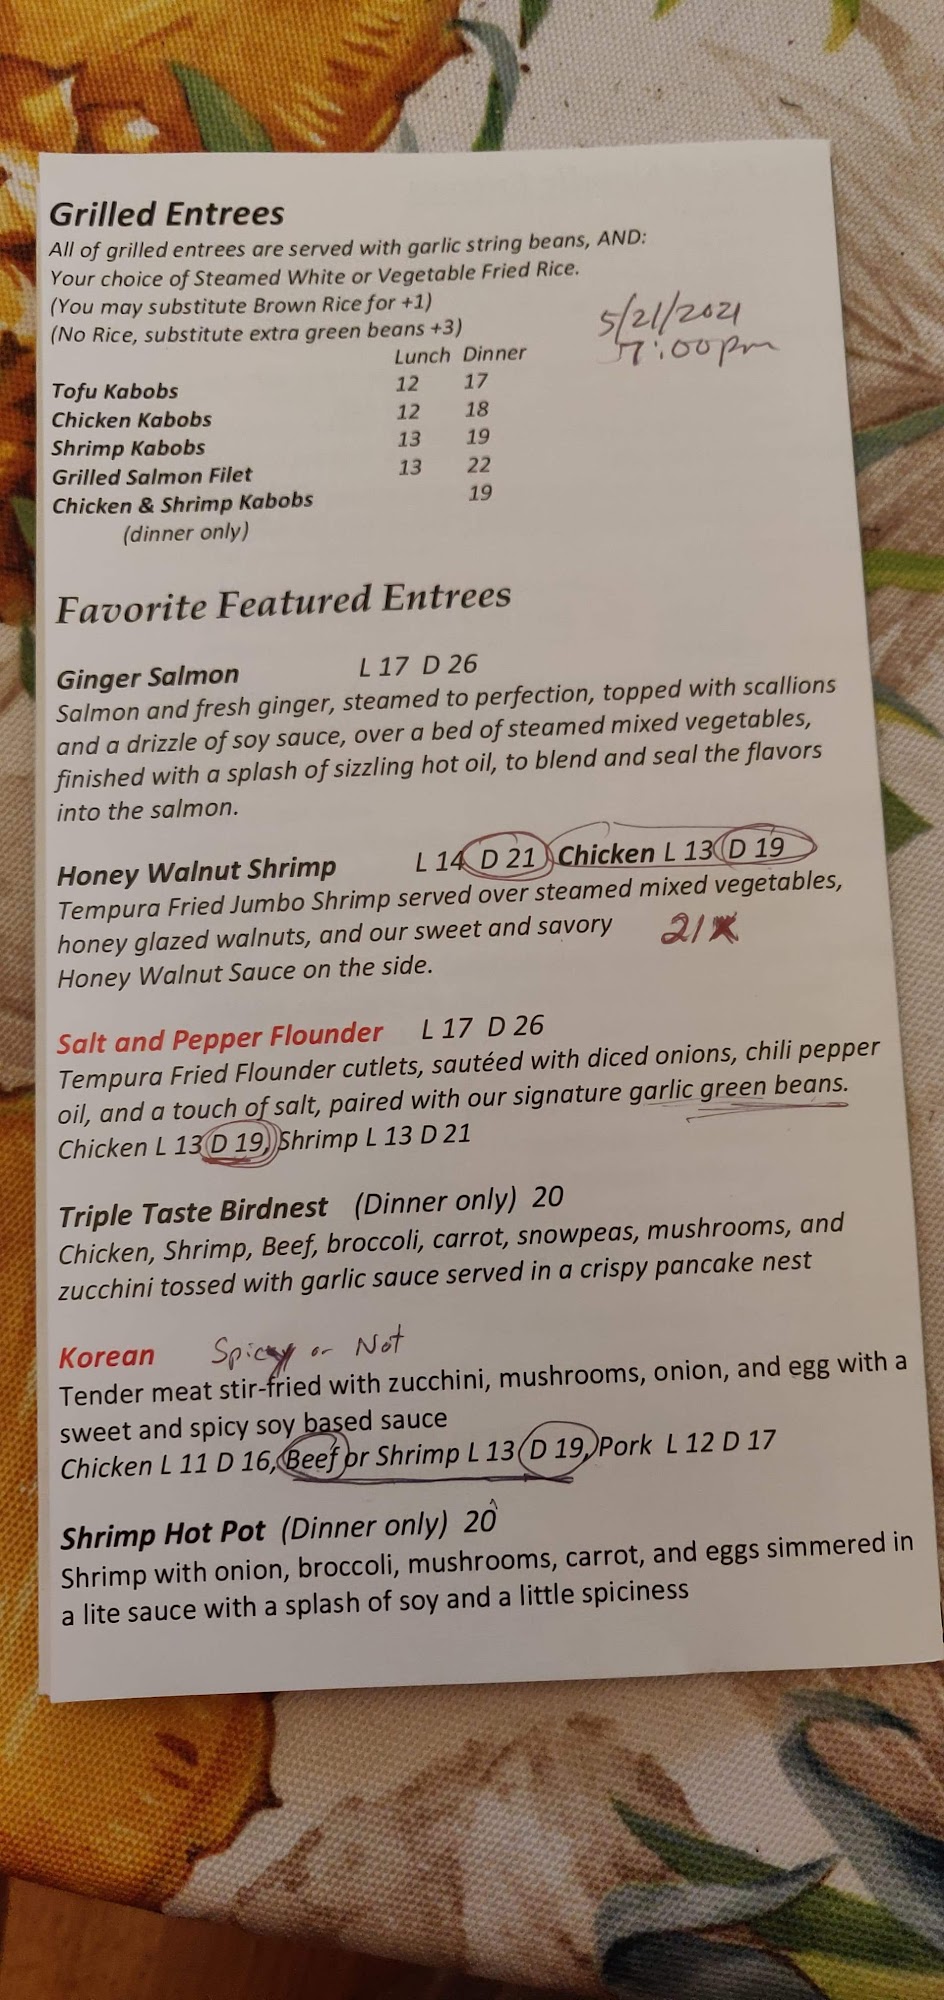 Grilled Entrees
All of grilled entrees are served with garlic string beans, AND:
Your choice of Steamed White or Vegetable Fried Rice.
(You may substitute Brown Rice for +1)
(No Rice, substitute extra green beans +3)
5/21/2021
7:00pm
Lunch Dinner
Tofu Kabobs 12 17
Chicken Kabobs 12 18
Shrimp Kabobs 13 19
Grilled Salmon Filet 13 22
Chicken & Shrimp Kabobs 19
(dinner only)
Favorite Featured Entrees
Ginger Salmon L 17 D 26
Salmon and fresh ginger, steamed to perfection, topped with scallions
and a drizzle of soy sauce, over a bed of steamed mixed vegetables,
finished with a splash of sizzling hot oil, to blend and seal the flavors
into the salmon.
Honey Walnut Shrimp L 14 D 21 Chicken L 13 D 19
Tempura Fried Jumbo Shrimp served over steamed mixed vegetables,
honey glazed walnuts, and our sweet and savory 21
Honey Walnut Sauce on the side.
Salt and Pepper Flounder L 17 D 26
Tempura Fried Flounder cutlets, sautéed with diced onions, chili pepper
oil, and a touch of salt, paired with our signature garlic green beans.
Chicken L 13 D 19, Shrimp L 13 D 21
Triple Taste Birdnest (Dinner only) 20
Chicken, Shrimp, Beef, broccoli, carrot, snowpeas, mushrooms, and
zucchini tossed with garlic sauce served in a crispy pancake nest
Korean Spicy or Not
Tender meat stir-fried with zucchini, mushrooms, onion, and egg with a
sweet and spicy soy based sauce
Chicken L 11 D 16, Beef or Shrimp L 13 D 19, Pork L 12 D 17
Shrimp Hot Pot (Dinner only) 20
Shrimp with onion, broccoli, mushrooms, carrot, and eggs simmered in
a lite sauce with a splash of soy and a little spiciness